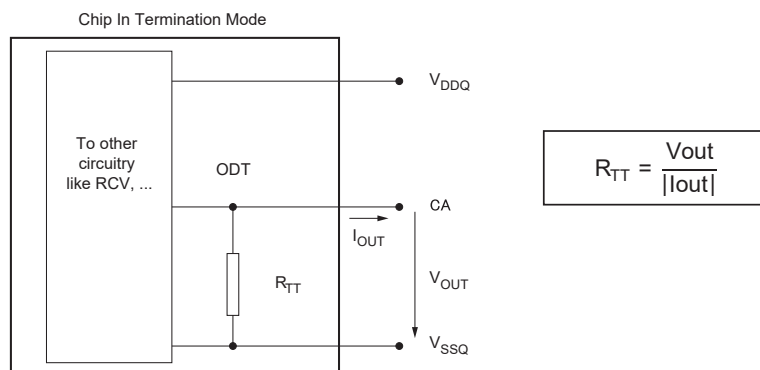 Chip In Termination Mode
To other
circuitry
like RCV, ...
ODT
R_TT
V_DDQ
CA
I_OUT
V_OUT
V_SSQ
R_TT = Vout / |Iout|